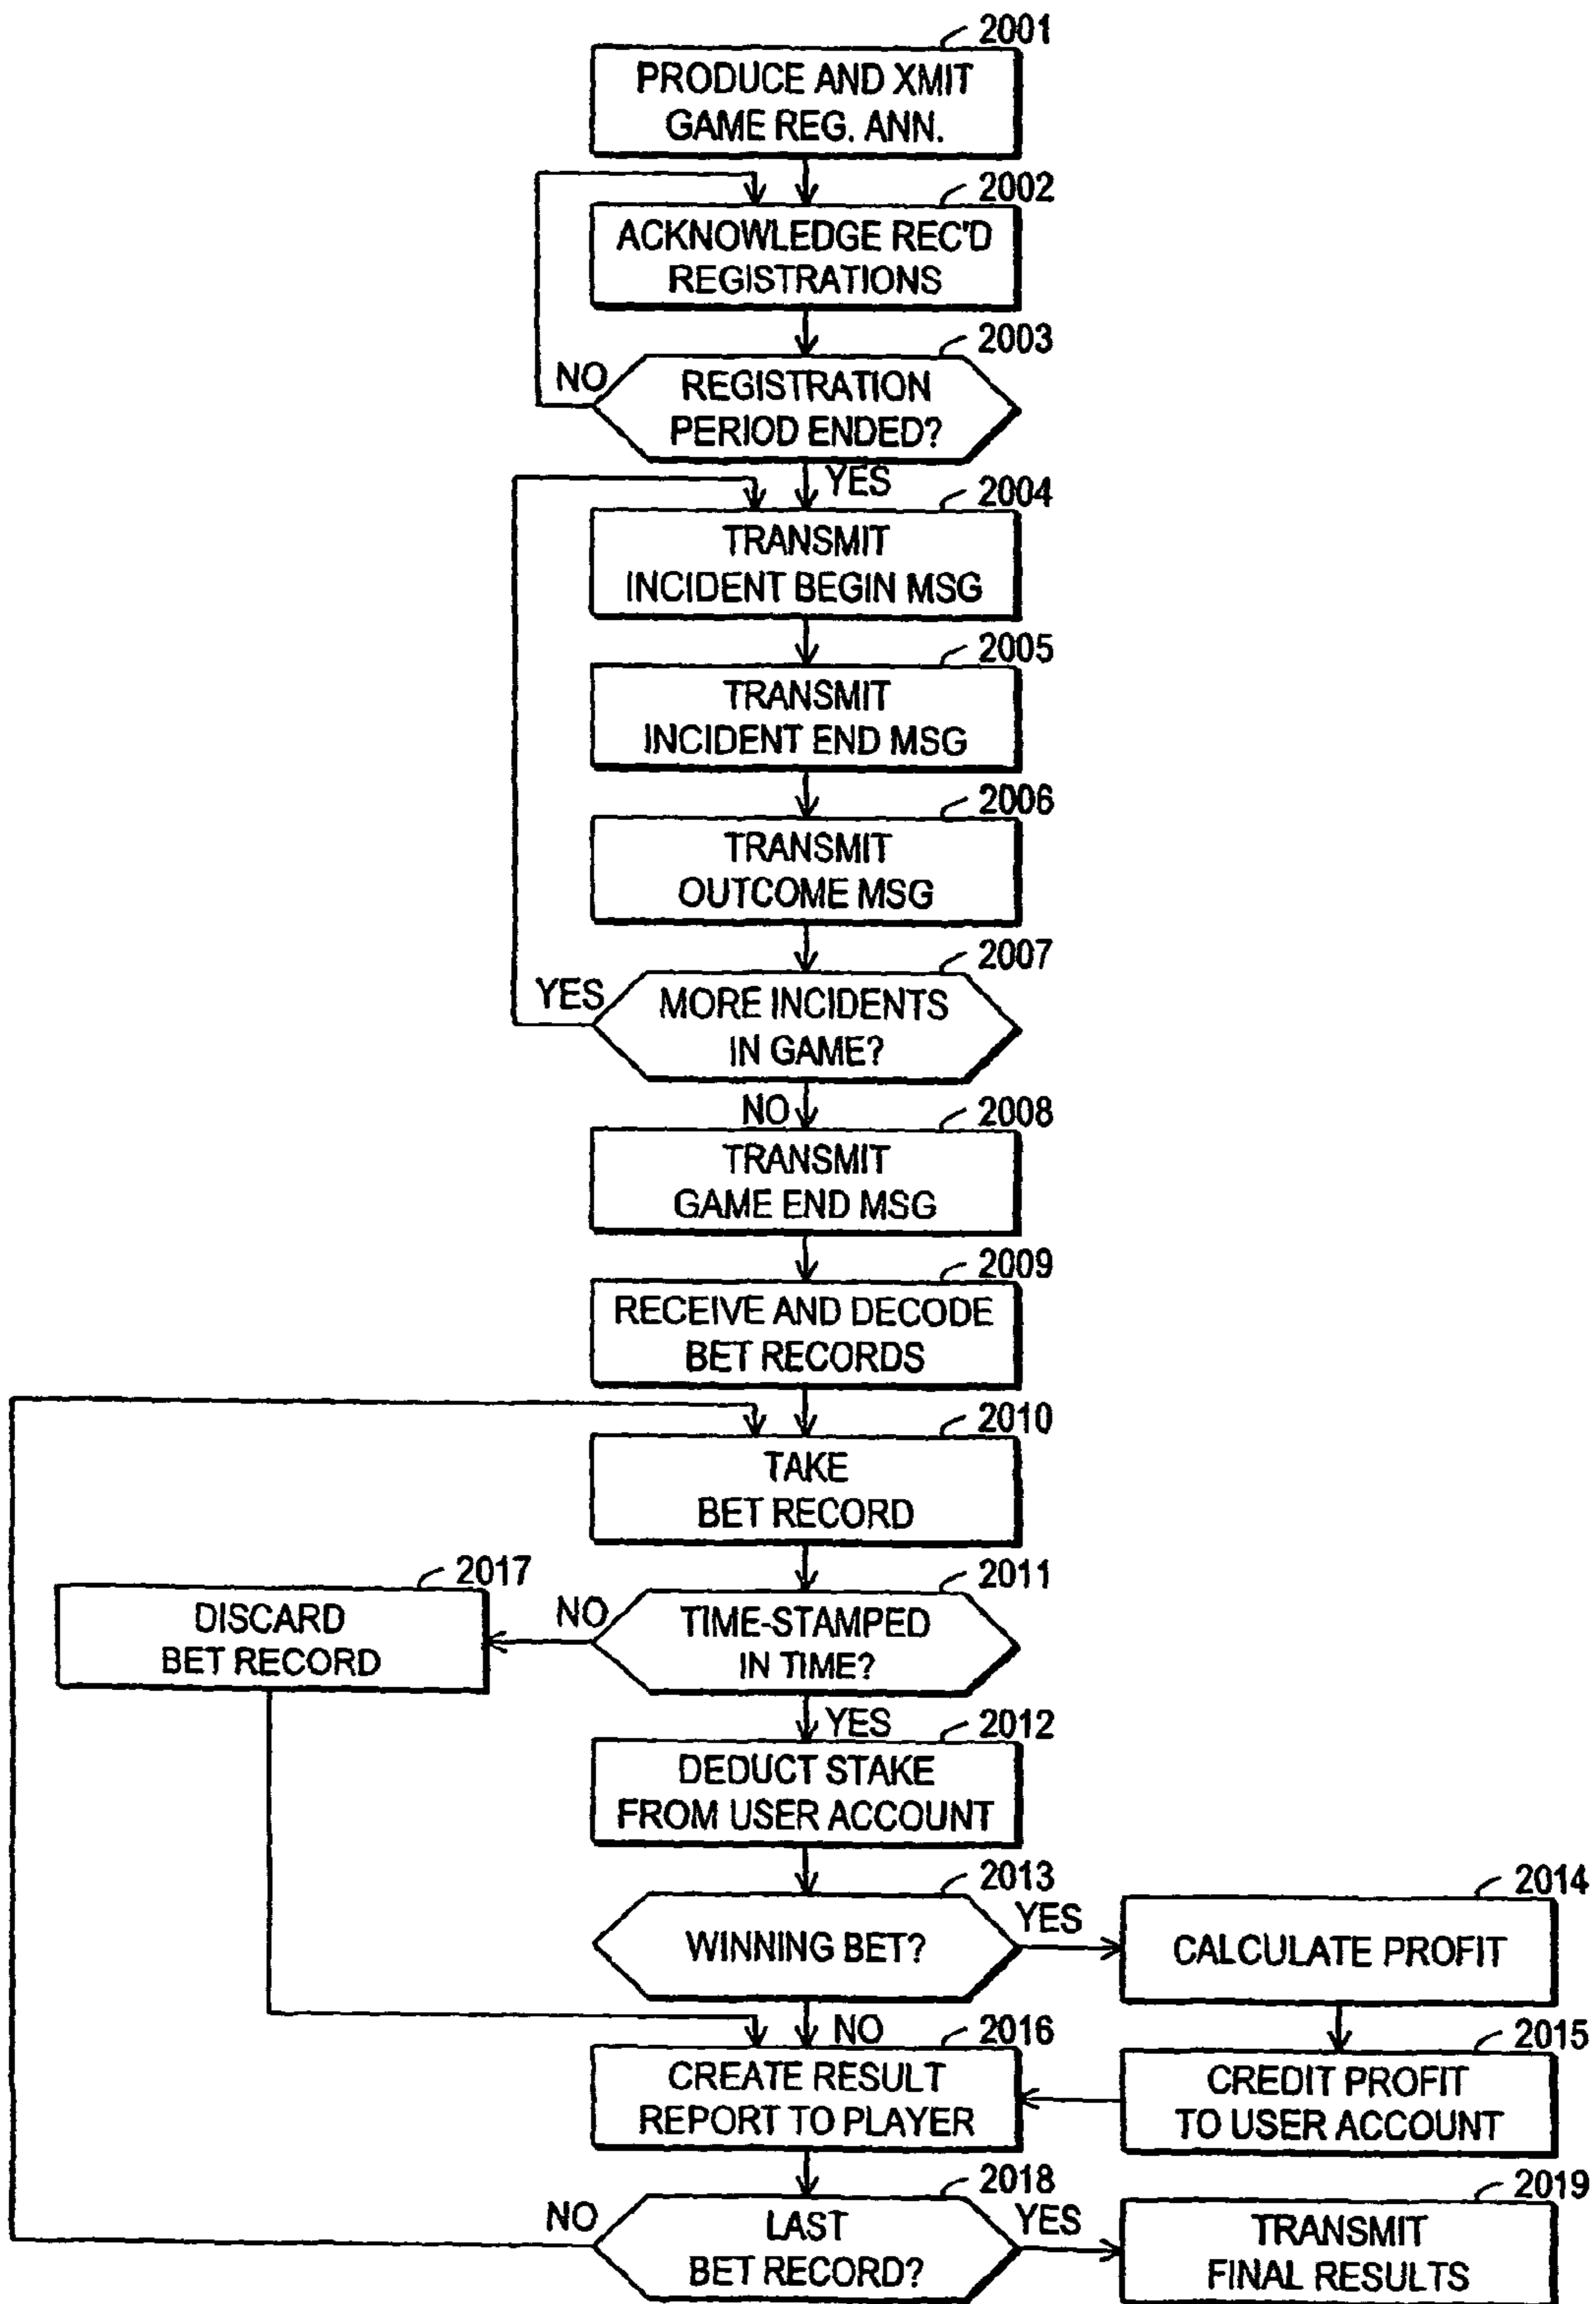 2001
PRODUCE AND XMIT
GAME REG. ANN.
2002
ACKNOWLEDGE REC'D
REGISTRATIONS
2003
NO
REGISTRATION
PERIOD ENDED?
YES
2004
TRANSMIT
INCIDENT BEGIN MSG
2005
TRANSMIT
INCIDENT END MSG
2006
TRANSMIT
OUTCOME MSG
2007
YES
MORE INCIDENTS
IN GAME?
NO
2008
TRANSMIT
GAME END MSG
2009
RECEIVE AND DECODE
BET RECORDS
2010
TAKE
BET RECORD
2011
NO
TIME-STAMPED
IN TIME?
2017
DISCARD
BET RECORD
YES
2012
DEDUCT STAKE
FROM USER ACCOUNT
2013
WINNING BET?
YES
2014
CALCULATE PROFIT
NO
2016
CREATE RESULT
REPORT TO PLAYER
2015
CREDIT PROFIT
TO USER ACCOUNT
2018
NO
LAST
BET RECORD?
YES
2019
TRANSMIT
FINAL RESULTS